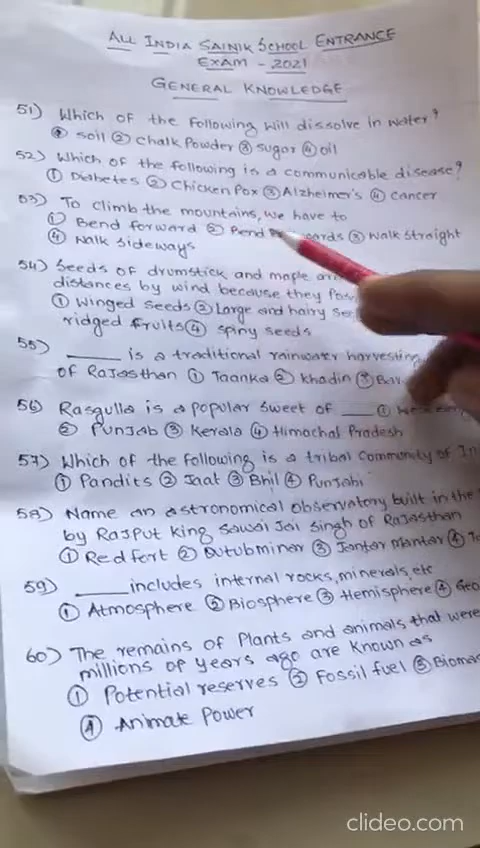 ALL INDIA SAINIK SCHOOL ENTRANCE
EXAM - 2021
GENERAL KNOWLEDGE
51) Which of the following will dissolve in water?
① Soil ② Chalk Powder ③ Sugar ④ oil
52) Which of the following is a communicable disease?
① Diabetes ② Chicken Pox ③ Alzheimer's ④ cancer
53) To climb the mountains, we have to
① Bend forward ② Bend ③ Walk Straight
④ Walk sideways
54) Seeds of drumstick and maple
distances by wind because they
① Winged seeds ② Large and hairy
ridged fruits ④ spiny seeds
55) ____ is a traditional rainwater harvesting
of Rajasthan ① Taanka ② Khadin ③
56) Rasgulla is a popular sweet of ____ ①
② Punjab ③ Kerala ④ Himachal Pradesh
57) Which of the following is a tribal community of
① Pandits ② Jaat ③ Bhil ④ Punjabi
58) Name an astronomical observatory built in the
by Rajput king Sawai Jai Singh of Rajasthan
① Red fort ② Qutubminar ③ Jantar Mantar ④
59) ____ includes internal rocks, minerals, etc
① Atmosphere ② Biosphere ③ Hemisphere ④ Geo
60) The remains of Plants and animals that were
millions of years ago are known as
① Potential reserves ② Fossil fuel ③ Biomas
④ Animate Power
clideo.com